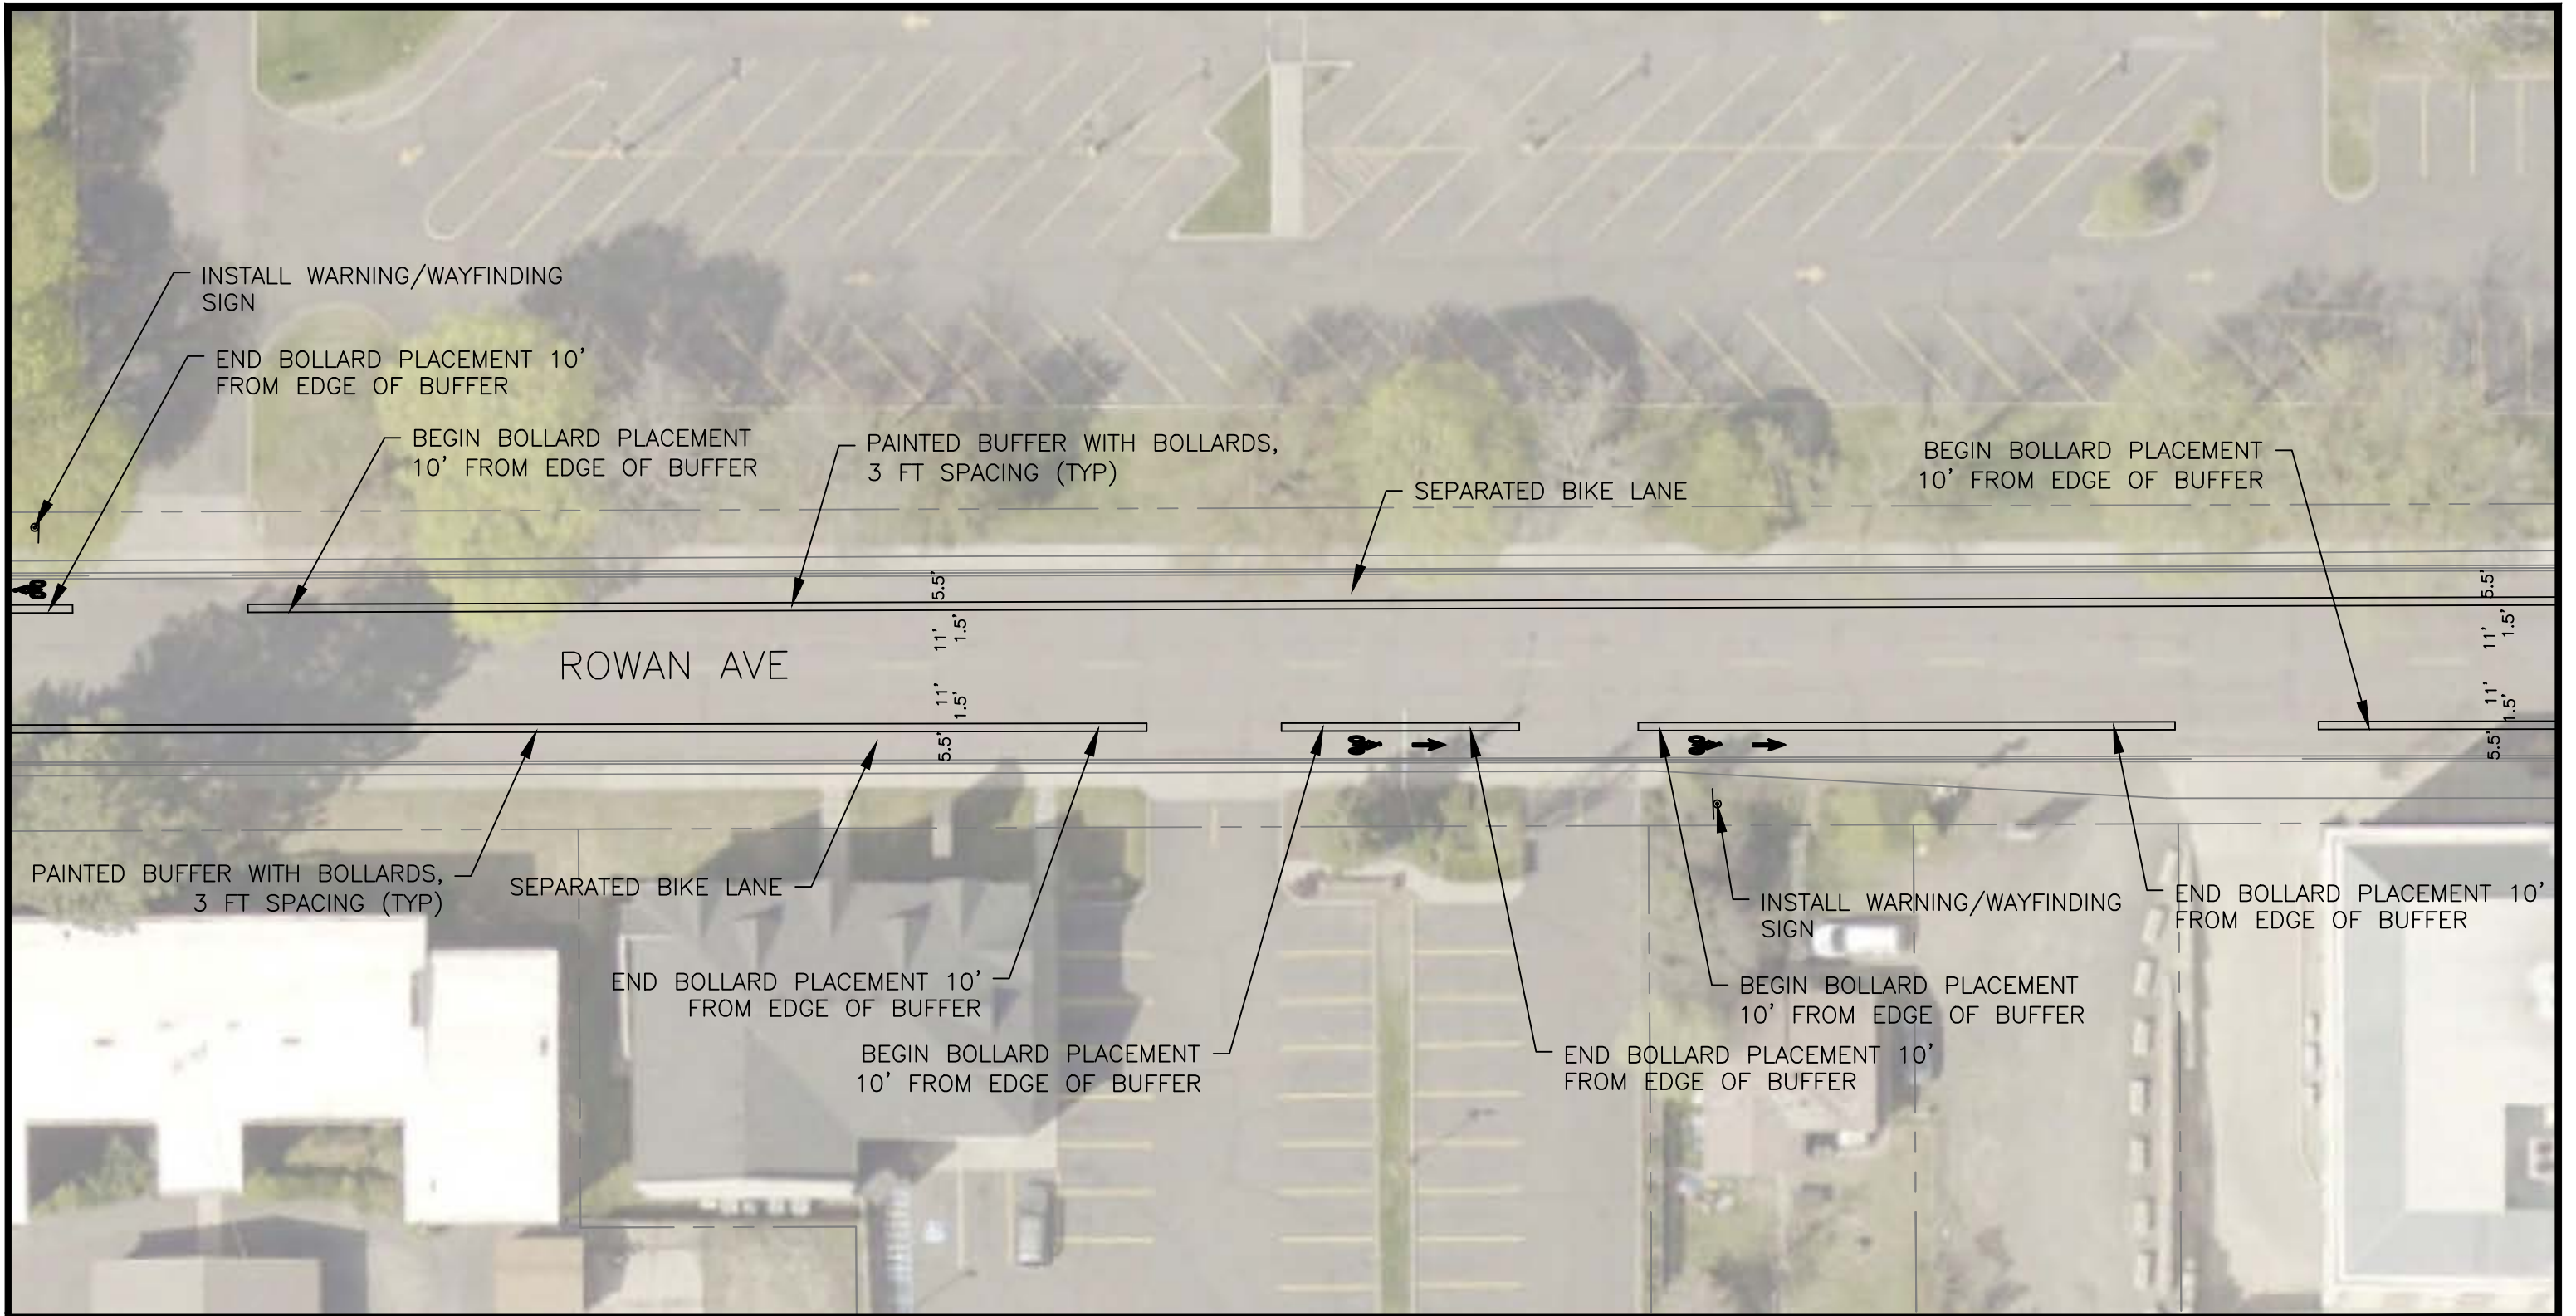 INSTALL WARNING/WAYFINDING
SIGN
END BOLLARD PLACEMENT 10'
FROM EDGE OF BUFFER
BEGIN BOLLARD PLACEMENT
10' FROM EDGE OF BUFFER
PAINTED BUFFER WITH BOLLARDS,
3 FT SPACING (TYP)
SEPARATED BIKE LANE
BEGIN BOLLARD PLACEMENT
10' FROM EDGE OF BUFFER
5.5'
11'
1.5'
11'
1.5'
5.5'
5.5'
11'
1.5'
11'
1.5'
5.5'
ROWAN AVE
PAINTED BUFFER WITH BOLLARDS,
3 FT SPACING (TYP)
SEPARATED BIKE LANE
END BOLLARD PLACEMENT 10'
FROM EDGE OF BUFFER
BEGIN BOLLARD PLACEMENT
10' FROM EDGE OF BUFFER
END BOLLARD PLACEMENT 10'
FROM EDGE OF BUFFER
BEGIN BOLLARD PLACEMENT
10' FROM EDGE OF BUFFER
INSTALL WARNING/WAYFINDING
SIGN
END BOLLARD PLACEMENT 10'
FROM EDGE OF BUFFER